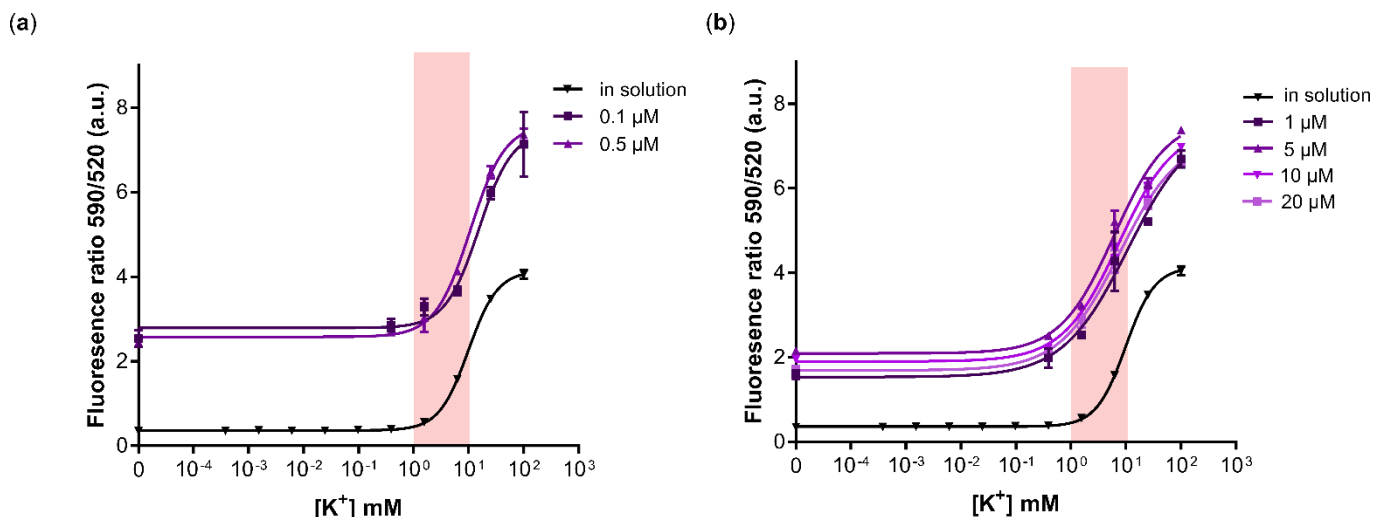 (a)
Fluoresence ratio 590/520 (a.u.)
8
6
4
2
0
0 10⁻⁴ 10⁻³ 10⁻² 10⁻¹ 10⁰ 10¹ 10² 10³
[K⁺] mM
in solution
0.1 µM
0.5 µM
(b)
Fluoresence ratio 590/520 (a.u.)
8
6
4
2
0
0 10⁻⁴ 10⁻³ 10⁻² 10⁻¹ 10⁰ 10¹ 10² 10³
[K⁺] mM
in solution
1 µM
5 µM
10 µM
20 µM